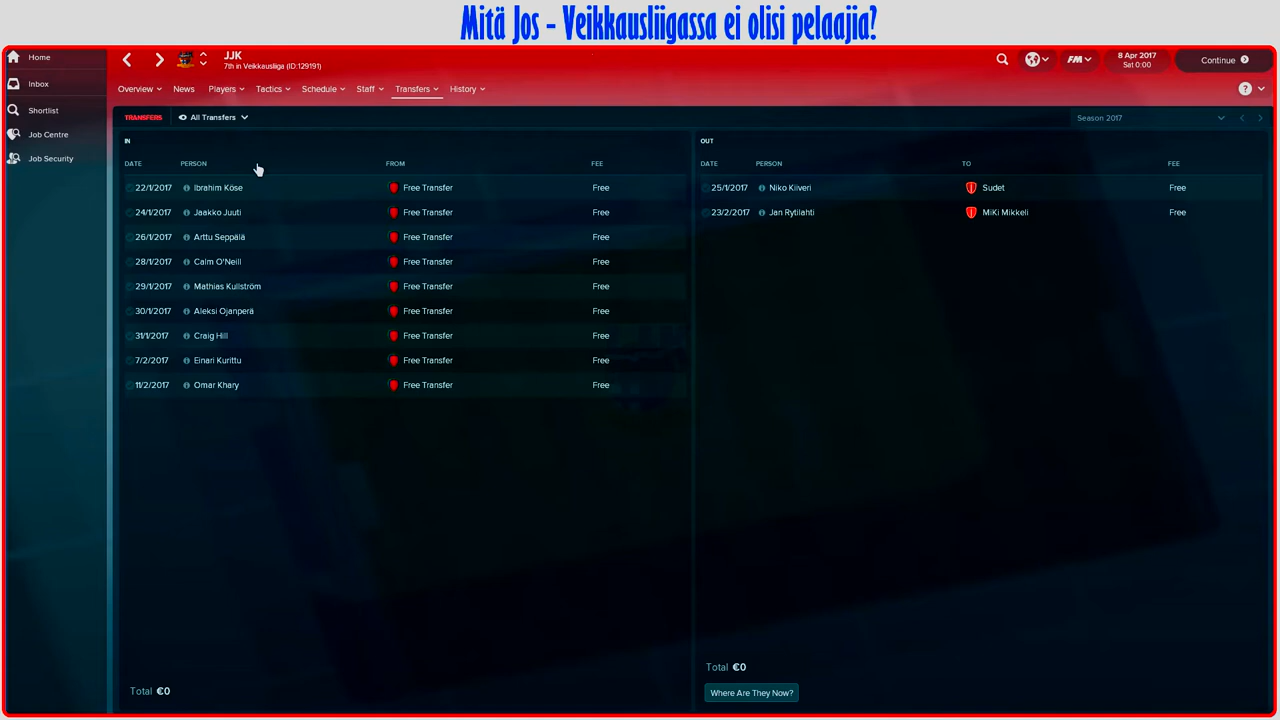 Mitä Jos - Veikkausliigassa ei olisi pelaajia?
Home
Inbox
Shortlist
Job Centre
Job Security
JJK
7th in Veikkausliiga (ID:129191)
FM
8 Apr 2017
Sat 0:00
Continue
Overview News Players Tactics Schedule Staff Transfers History
?
TRANSFERS All Transfers
Season 2017
IN
DATE PERSON FROM FEE
22/1/2017 Ibrahim Köse Free Transfer Free
24/1/2017 Jaakko Juuti Free Transfer Free
26/1/2017 Arttu Seppälä Free Transfer Free
28/1/2017 Calm O'Neill Free Transfer Free
29/1/2017 Mathias Kullström Free Transfer Free
30/1/2017 Aleksi Ojanperä Free Transfer Free
31/1/2017 Craig Hill Free Transfer Free
7/2/2017 Einari Kurittu Free Transfer Free
11/2/2017 Omar Khary Free Transfer Free
Total €0
OUT
DATE PERSON TO FEE
25/1/2017 Niko Kiiveri Sudet Free
23/2/2017 Jan Rytilahti MiKi Mikkeli Free
Total €0
Where Are They Now?